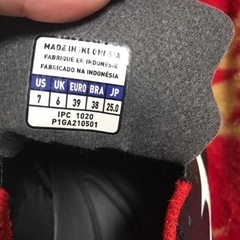 MADE IN INDONESIA
FABRIQUÉ EN INDONESIE
FABRICADO NA INDONÉSIA
US UK EURO BRA JP
7 6 39 38 25.0
IPC 1020
P1GA210501